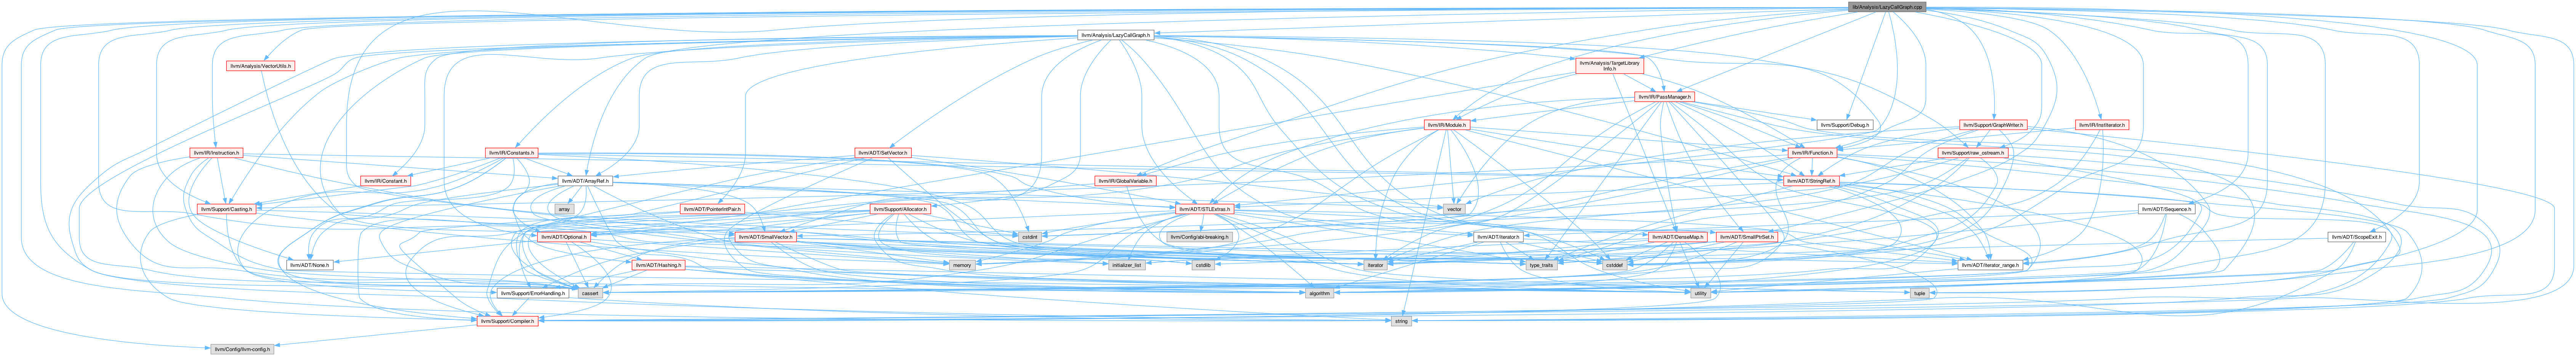 lib/Analysis/LazyCallGraph.cpp
llvm/Analysis/LazyCallGraph.h
llvm/Analysis/VectorUtils.h
llvm/Analysis/TargetLibrary
Info.h
llvm/IR/PassManager.h
llvm/IR/Module.h
llvm/Support/Debug.h
llvm/Support/GraphWriter.h
llvm/IR/InstIterator.h
llvm/IR/Instruction.h
llvm/IR/Constants.h
llvm/ADT/SetVector.h
llvm/IR/Function.h
llvm/Support/raw_ostream.h
llvm/IR/Constant.h
llvm/ADT/ArrayRef.h
llvm/IR/GlobalVariable.h
llvm/ADT/StringRef.h
llvm/Support/Casting.h
array
llvm/ADT/PointerIntPair.h
llvm/Support/Allocator.h
llvm/ADT/STLExtras.h
vector
llvm/ADT/Sequence.h
llvm/ADT/Optional.h
llvm/ADT/SmallVector.h
cstdint
llvm/Config/abi-breaking.h
llvm/ADT/iterator.h
llvm/ADT/DenseMap.h
llvm/ADT/SmallPtrSet.h
llvm/ADT/ScopeExit.h
llvm/ADT/None.h
llvm/ADT/Hashing.h
memory
initializer_list
cstdlib
iterator
type_traits
cstddef
llvm/ADT/iterator_range.h
llvm/Support/ErrorHandling.h
cassert
algorithm
utility
tuple
llvm/Support/Compiler.h
string
llvm/Config/llvm-config.h